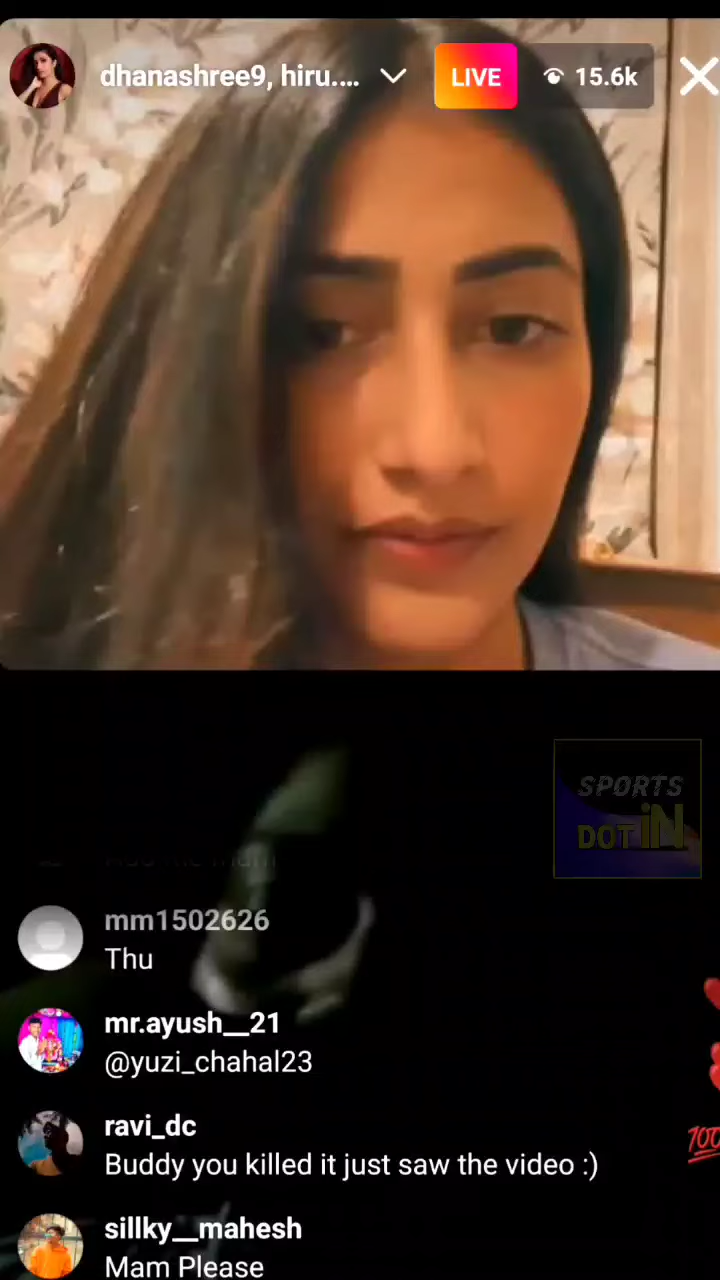 dhanashree9, hiru.... LIVE 15.6k
SPORTS
DOT iN
mm1502626
Thu
mr.ayush__21
@yuzi_chahal23
ravi_dc
Buddy you killed it just saw the video :)
100
sillky__mahesh
Mam Please